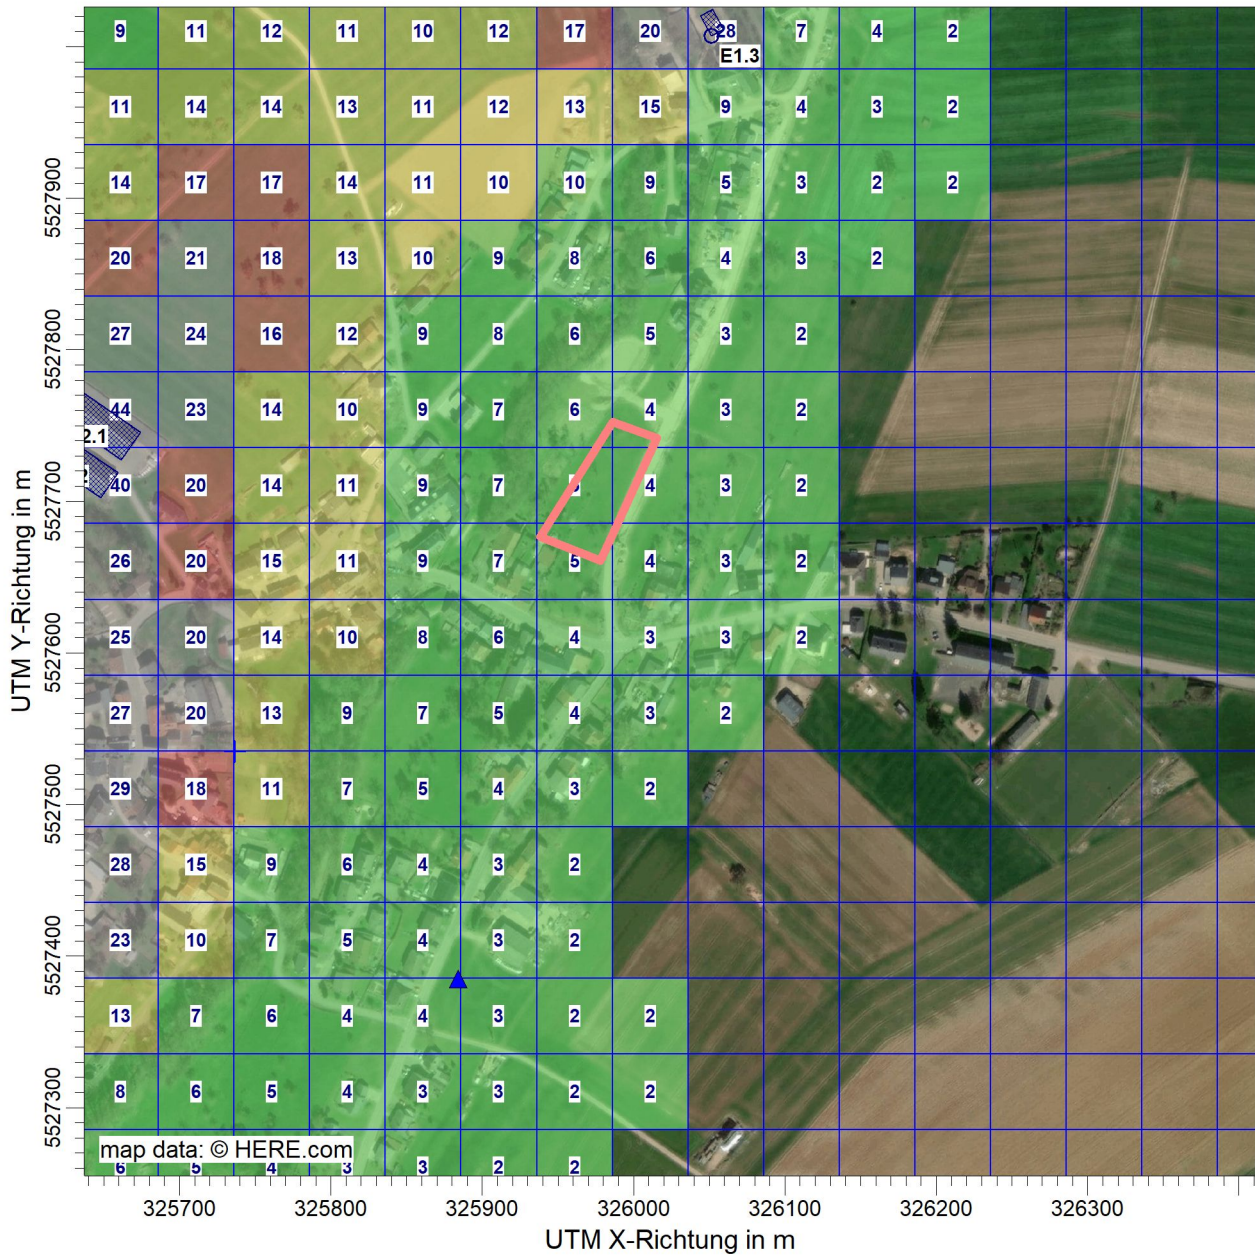 9 11 12 11 10 12 17 20 28 7 4 2
E1.3
11 14 14 13 11 12 13 15 9 4 3 2
5527900
14 17 17 14 11 10 10 9 5 3 2 2
20 21 18 13 10 9 8 6 4 3 2
5527800
27 24 16 12 9 8 6 5 3 2
44 23 14 10 9 7 6 4 3 2
2.1
5527700
40 20 14 11 9 7 4 3 2
UTM Y-Richtung in m
26 20 15 11 9 7 5 4 3 2
5527600
25 20 14 10 8 6 4 3 3 2
27 20 13 9 7 5 4 3 2
5527500
29 18 11 7 5 4 3 2
28 15 9 6 4 3 2
5527400
23 10 7 5 4 3 2
13 7 6 4 4 3 2 2
5527300
8 6 5 4 3 3 2 2
map data: © HERE.com
6 5 4 3 3 2 2
325700 325800 325900 326000 326100 326200 326300
UTM X-Richtung in m